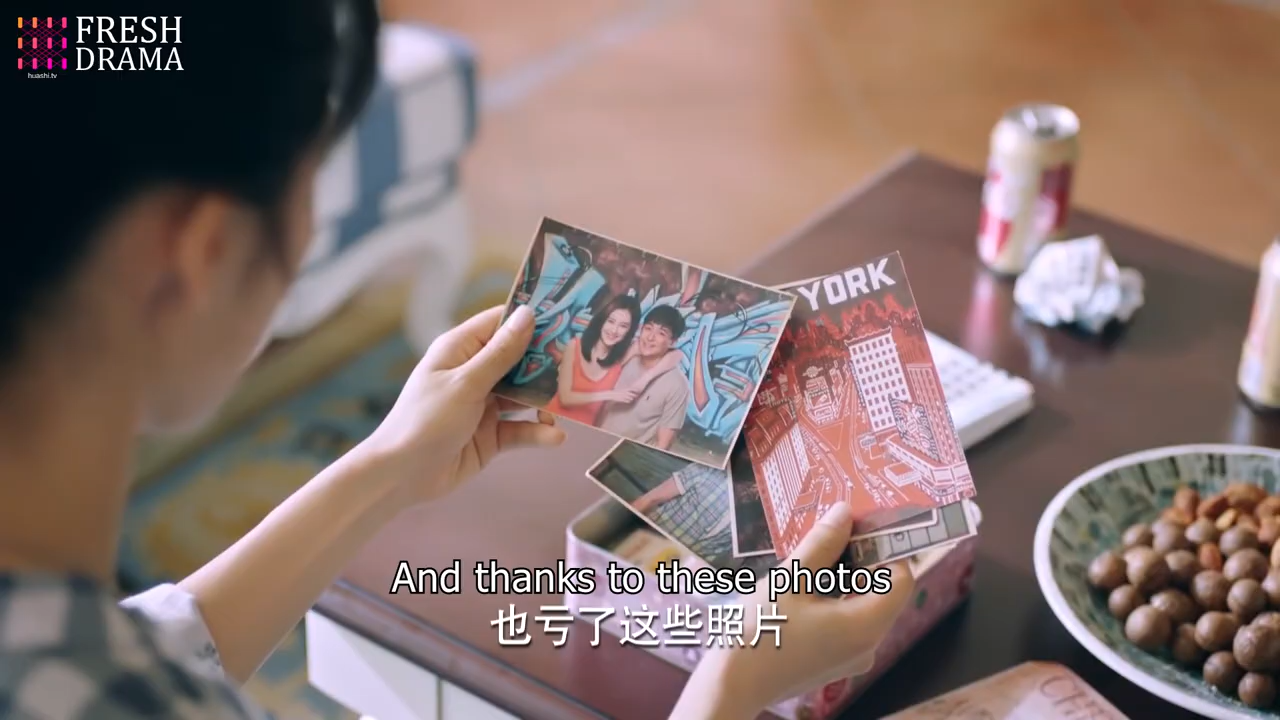 FRESH
DRAMA
huashi.tv
YORK
And thanks to these photos
也亏了这些照片